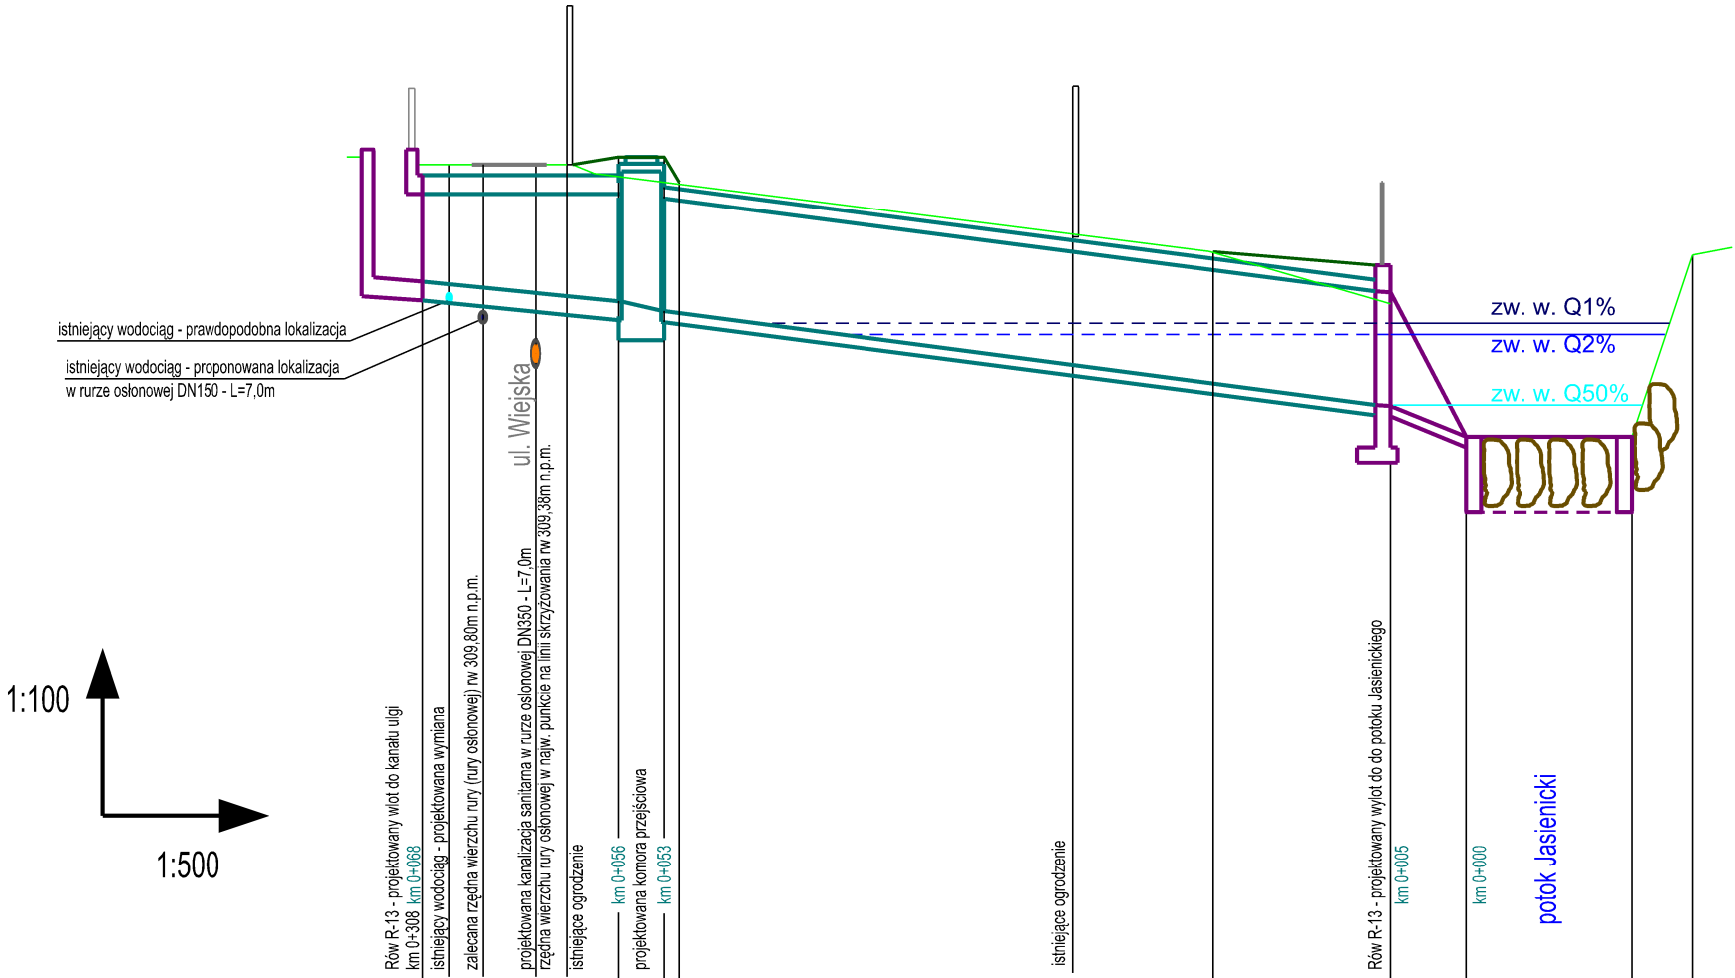 zw. w. Q1%
istniejący wodociąg - prawdopodobna lokalizacja
zw. w. Q2%
istniejący wodociąg - proponowana lokalizacja
w rurze osłonowej DN150 - L=7,0m
zw. w. Q50%
ul. Wiejska
1:100
1:500
Rów R-13 - projektowany wlot do kanału ulgi
km 0+308 km 0+068
istniejący wodociąg - projektowana wymiana
zalecana rzędna wierzchu rury (rury osłonowej) rw 309,80m n.p.m.
projektowana kanalizacja sanitarna w rurze osłonowej DN350 - L=7,0m
rzędna wierzchu rury osłonowej w najw. punkcie na linii skrzyżowania rw 309,38m n.p.m.
istniejące ogrodzenie
km 0+056
projektowana komora przejściowa
km 0+053
istniejące ogrodzenie
Rów R-13 - projektowany wylot do do potoku Jasienickiego
km 0+005
km 0+000
potok Jasienicki